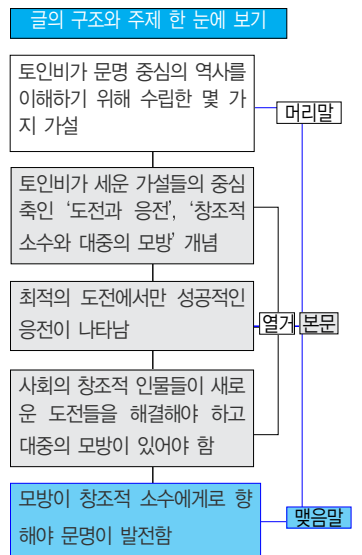 글의 구조와 주제 한 눈에 보기
토인비가 문명 중심의 역사를
이해하기 위해 수립한 몇 가
지 가설
머리말
토인비가 세운 가설들의 중심
축인 ‘도전과 응전’, ‘창조적
소수와 대중의 모방’ 개념
최적의 도전에서만 성공적인
응전이 나타남
열거
본문
사회의 창조적 인물들이 새로
운 도전들을 해결해야 하고
대중의 모방이 있어야 함
모방이 창조적 소수에게로 향
해야 문명이 발전함
맺음말